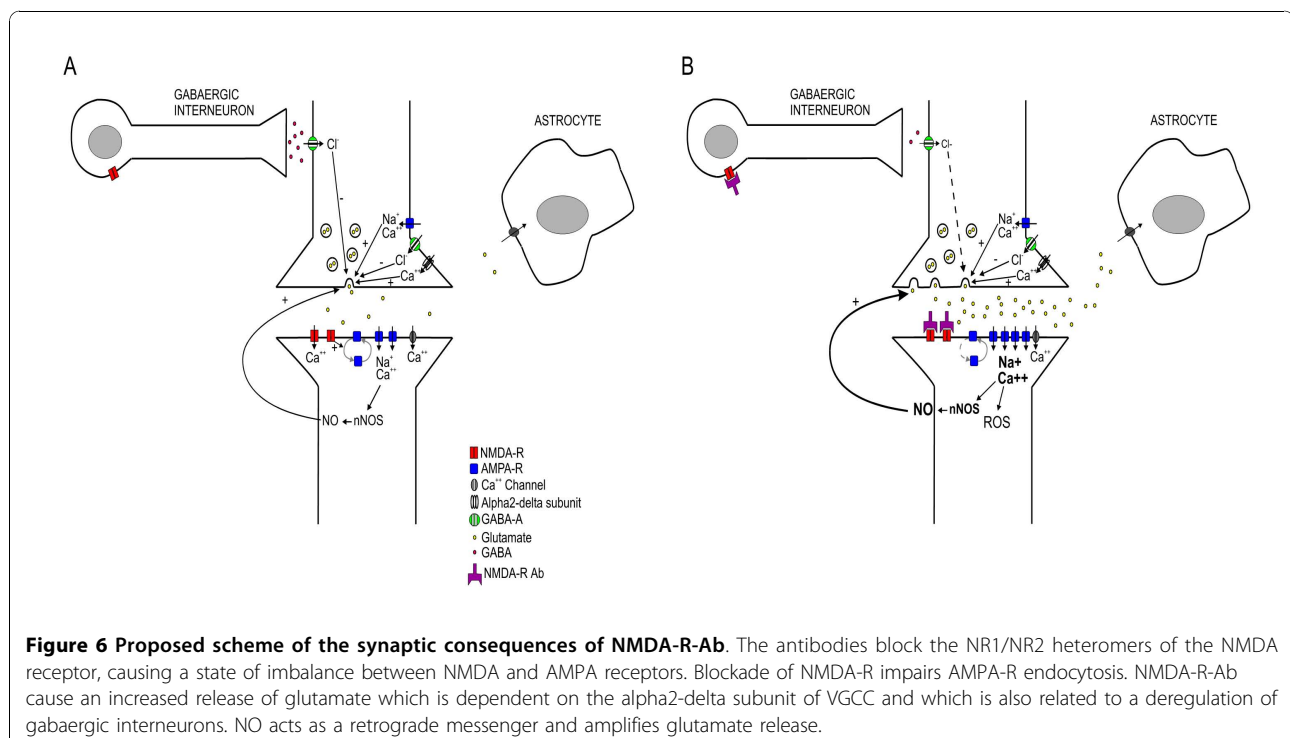 A
GABAERGIC
INTERNEURON
Cl⁻
-
ASTROCYTE
Na⁺
Ca⁺⁺
+
Cl⁻
-
Ca⁺⁺
+
+
Ca⁺⁺
+
Na⁺
Ca⁺⁺
Ca⁺⁺
NO
nNOS
NMDA-R
AMPA-R
Ca⁺⁺ Channel
Alpha2-delta subunit
GABA-A
Glutamate
GABA
NMDA-R Ab
B
GABAERGIC
INTERNEURON
Cl-
ASTROCYTE
Na⁺
Ca⁺⁺
+
Cl⁻
-
Ca⁺⁺
+
+
Na+
Ca++
Ca⁺⁺
NO
nNOS
ROS
Figure 6 Proposed scheme of the synaptic consequences of NMDA-R-Ab. The antibodies block the NR1/NR2 heteromers of the NMDA
receptor, causing a state of imbalance between NMDA and AMPA receptors. Blockade of NMDA-R impairs AMPA-R endocytosis. NMDA-R-Ab
cause an increased release of glutamate which is dependent on the alpha2-delta subunit of VGCC and which is also related to a deregulation of
gabaergic interneurons. NO acts as a retrograde messenger and amplifies glutamate release.